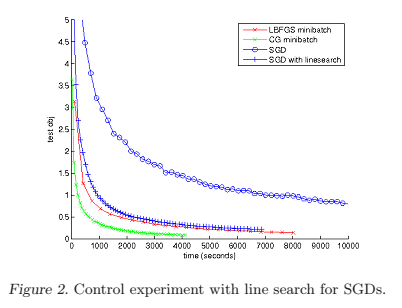 5
4.5
4
3.5
3
2.5
2
1.5
1
0.5
0
test obj
LBFGS minibatch
CG minibatch
SGD
SGD with linesearch
0 1000 2000 3000 4000 5000 6000 7000 8000 9000 10000
time (seconds)
Figure 2. Control experiment with line search for SGDs.